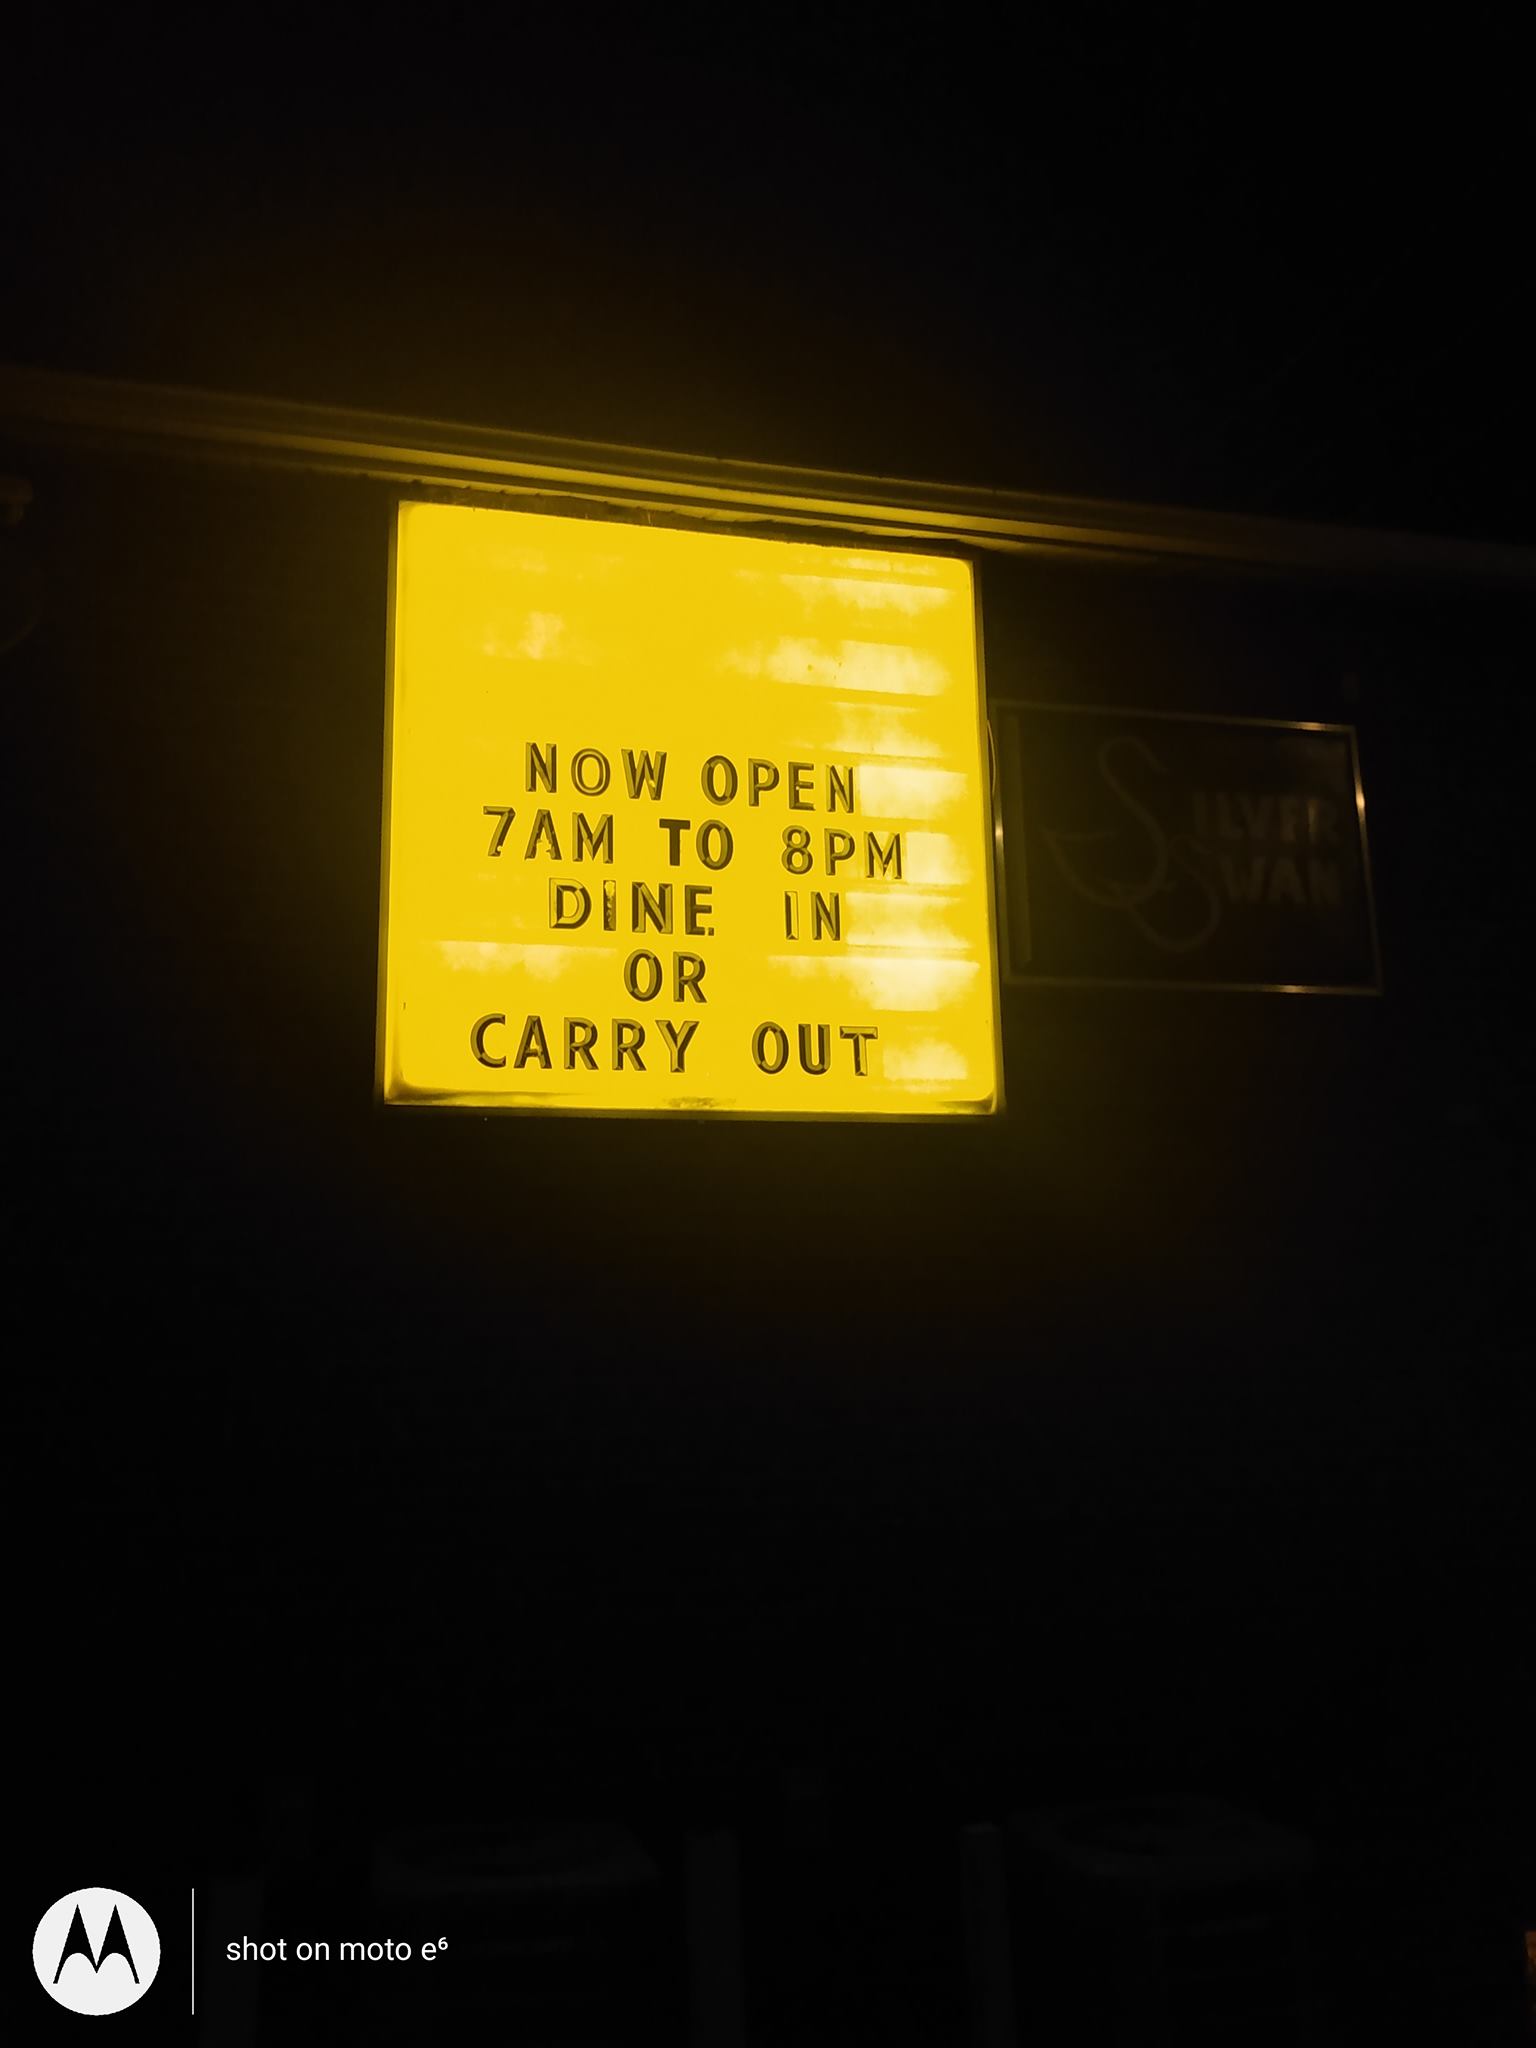 NOW OPEN
7AM TO 8PM
DINE IN
OR
CARRY OUT
SILVER
SWAN
shot on moto e⁶